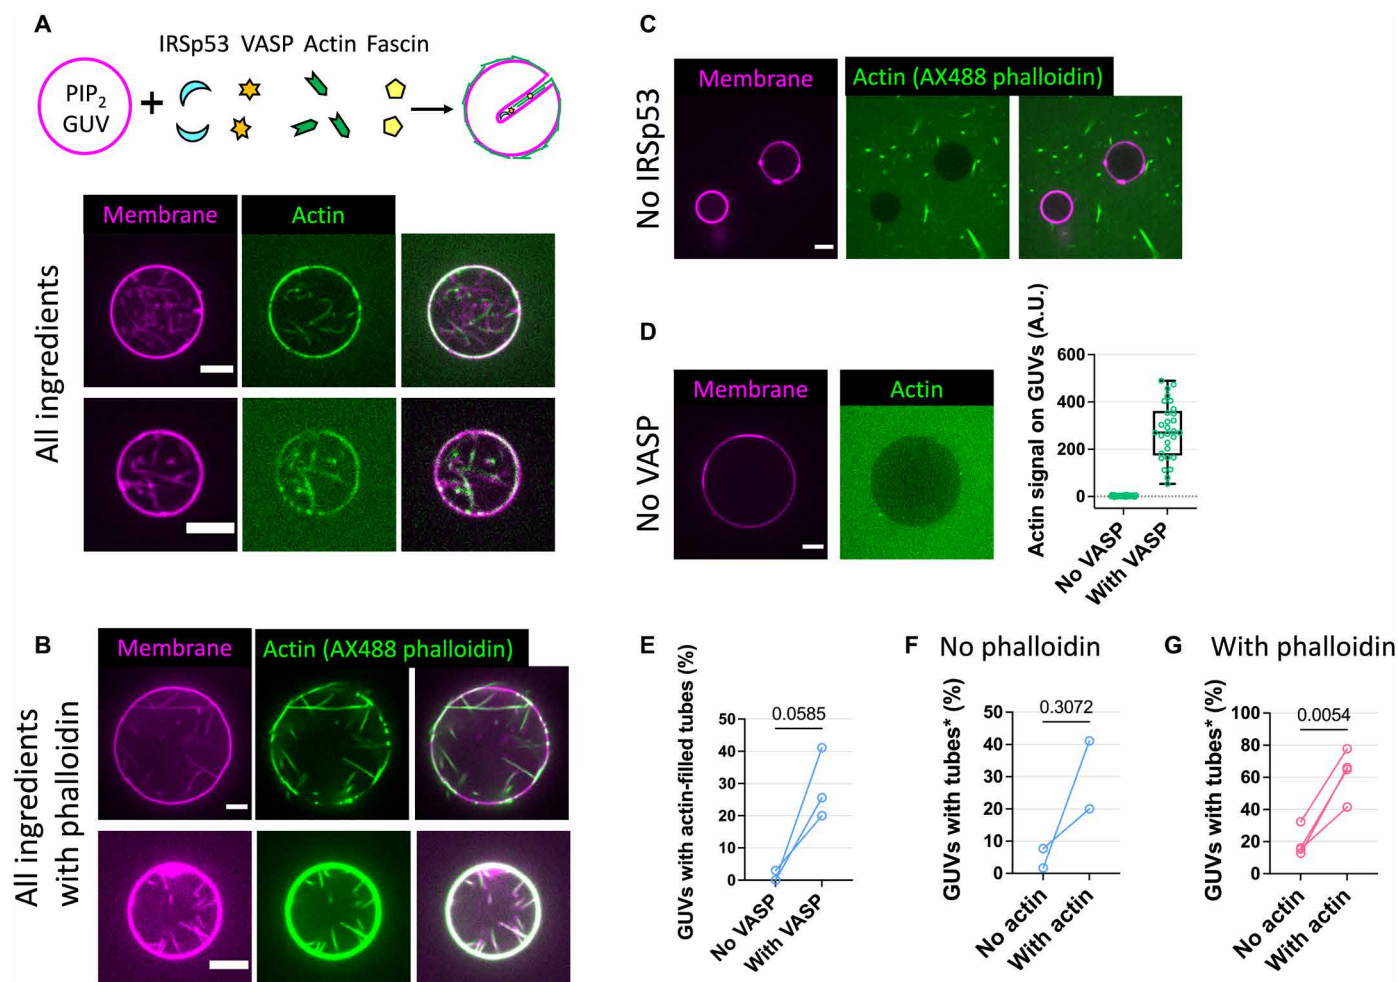 A
IRSp53 VASP Actin Fascin
PIP2
GUV
+
All ingredients
Membrane
Actin
B
All ingredients
with phalloidin
Membrane
Actin (AX488 phalloidin)
C
No IRSp53
Membrane
Actin (AX488 phalloidin)
D
No VASP
Membrane
Actin
Actin signal on GUVs (A.U.)
600
400
200
0
No VASP
With VASP
E
GUVs with actin-filled tubes (%)
0.0585
50
40
30
20
10
0
No VASP
With VASP
F
No phalloidin
GUVs with tubes* (%)
0.3072
50
40
30
20
10
0
No actin
With actin
G
With phalloidin
GUVs with tubes* (%)
0.0054
100
80
60
40
20
0
No actin
With actin